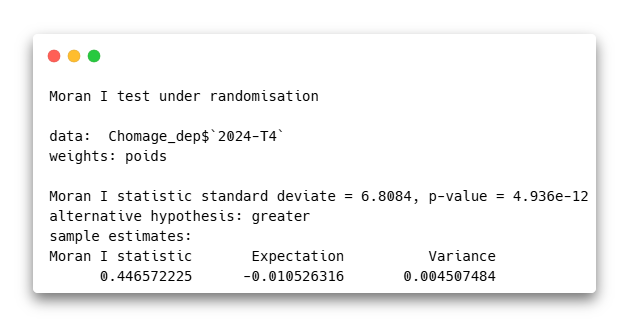 Moran I test under randomisation
data:  Chomage_dep$`2024-T4`
weights: poids
Moran I statistic standard deviate = 6.8084, p-value = 4.936e-12
alternative hypothesis: greater
sample estimates:
Moran I statistic       Expectation          Variance
      0.446572225      -0.010526316       0.004507484